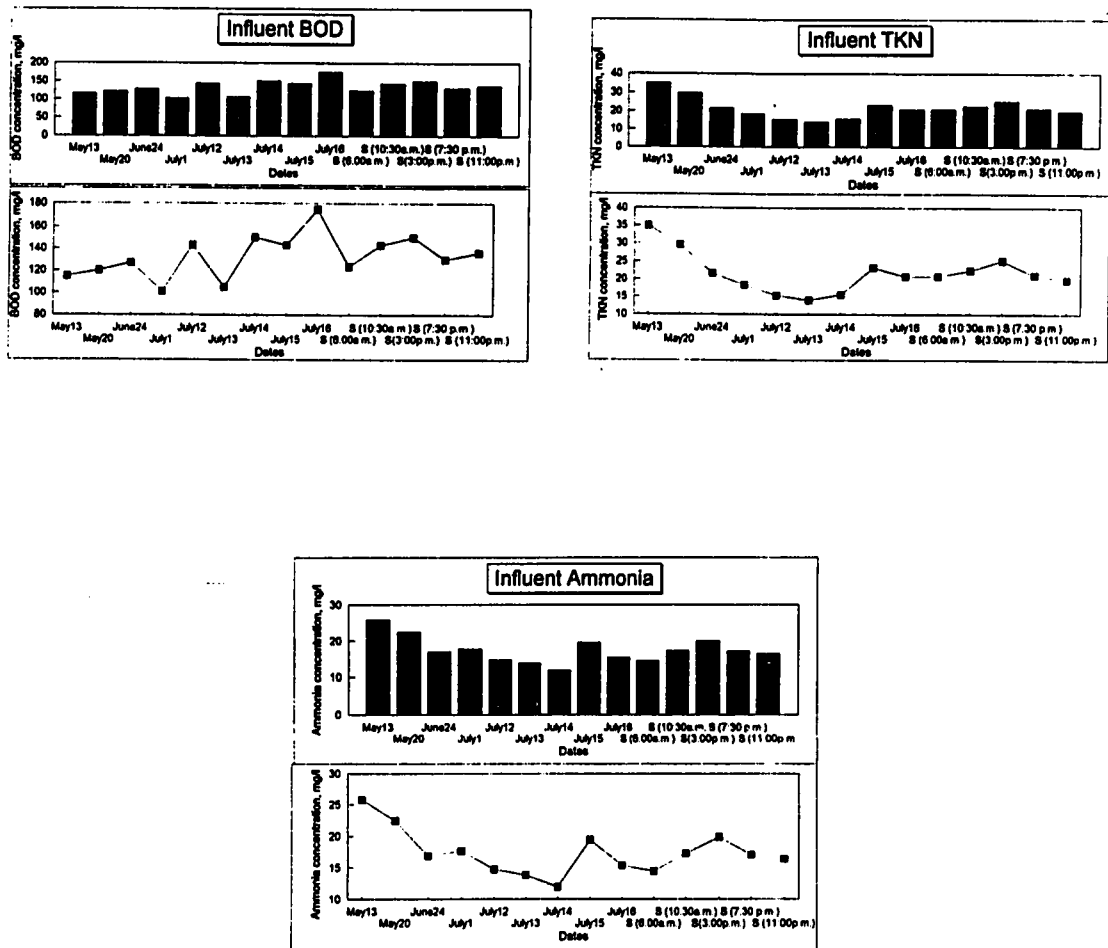 Influent BOD
BOD concentration, mg/l
200
150
100
50
0
May13 June24 July12 July14 July16 S (10:30a.m.) S (7:30 p.m.)
May20 July1 July13 July15 S (6:00a.m.) S(3:00p.m.) S (11:00p.m)
Dates
BOD concentration, mg/l
180
160
140
120
100
80
May13 June24 July12 July14 July16 S (10:30a.m.) S (7:30 p.m.)
May20 July1 July13 July15 S (6:00a.m.) S(3:00p.m.) S (11:00p.m.)
Dates
Influent TKN
TKN concentration, mg/l
40
30
20
10
0
May13 June24 July12 July14 July16 S (10:30a.m.) S (7:30 p m)
May20 July1 July13 July15 S (6:00a.m.) S(3:00p.m.) S (11 00p m)
Dates
TKN concentration, mg/l
40
35
30
25
20
15
10
May13 June24 July12 July14 July16 S (10:30a m) S (7:30 p m)
May20 July1 July13 July15 S (6 00a m) S(3.00p m) S (11 00p m)
Dates
Influent Ammonia
Ammonia concentration, mg/l
30
20
10
0
May13 June24 July12 July14 July16 S (10:30a.m. S (7:30 p m)
May20 July1 July13 July15 S (6:00a m) S(3:00p m) S (11 00p m
Dates
Ammonia concentration, mg/l
30
25
20
15
10
May13 June24 July12 July14 July16 S (10:30a m) S (7:30 p m)
May20 July1 July13 July15 S (6:00a.m.) S(3:00p.m.) S (11:00p m.)
Dates